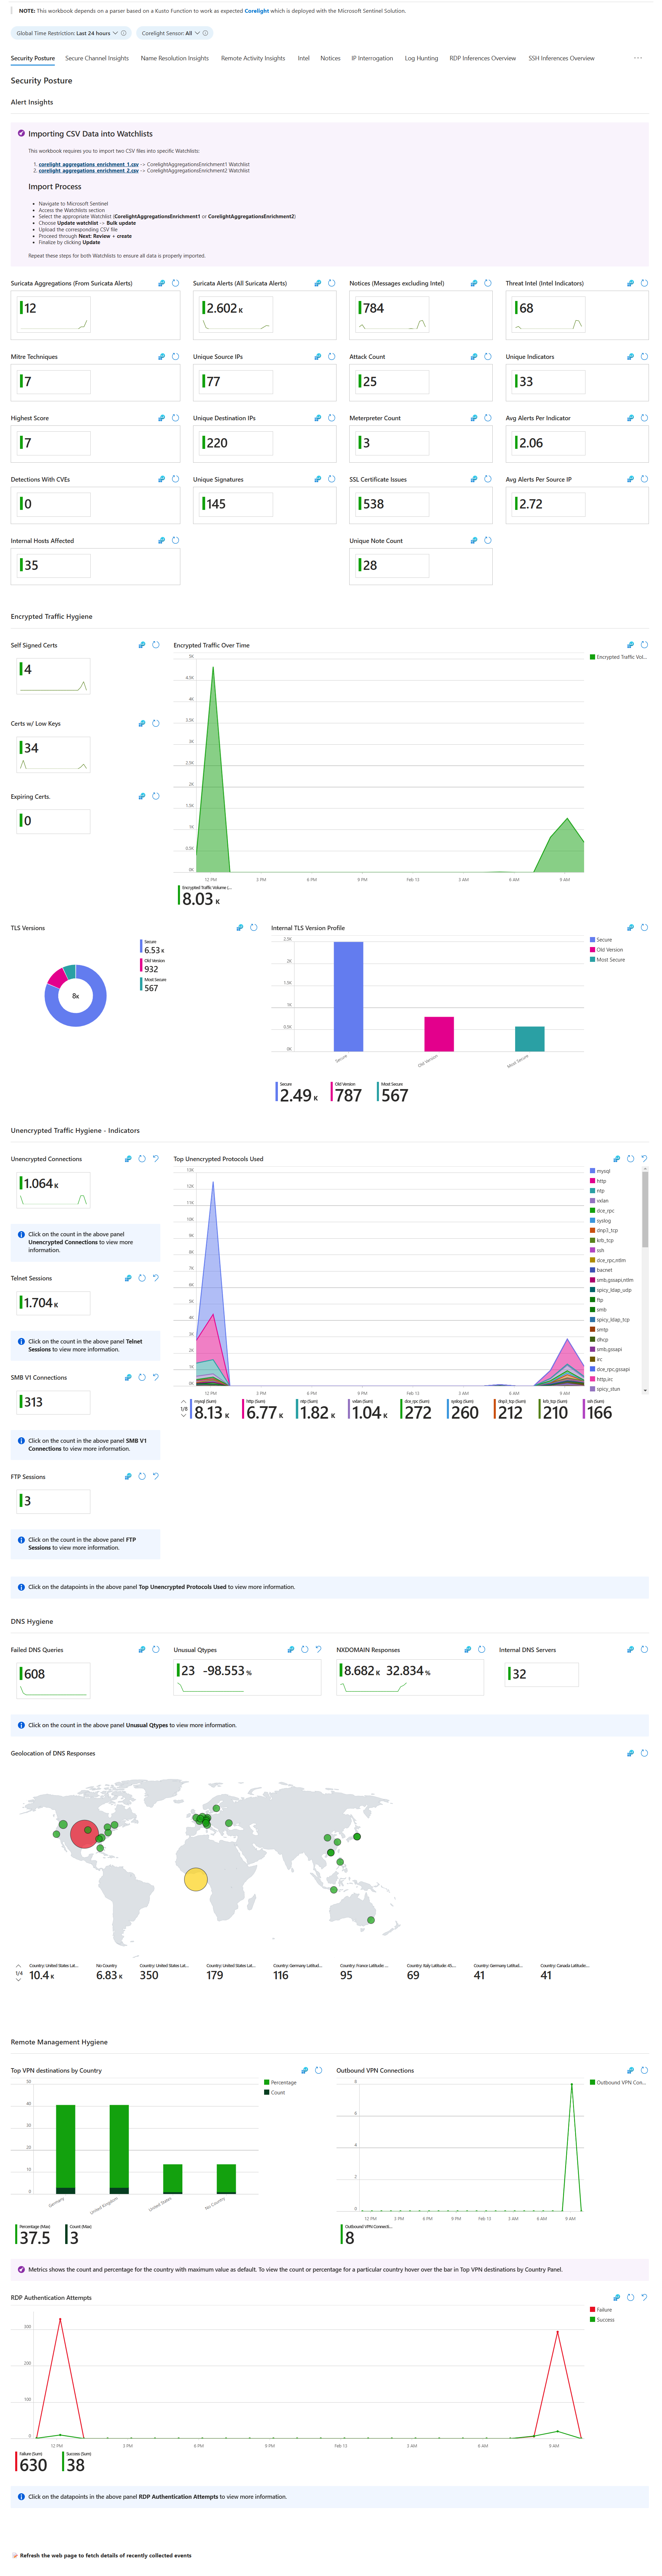 NOTE: This workbook depends on a parser based on a Kusto Function to work as expected Corelight which is deployed with the Microsoft Sentinel Solution.
Global Time Restriction: Last 24 hours
Corelight Sensor: All
Security Posture
Secure Channel Insights
Name Resolution Insights
Remote Activity Insights
Intel
Notices
IP Interrogation
Log Hunting
RDP Inferences Overview
SSH Inferences Overview
Security Posture
Alert Insights
Importing CSV Data into Watchlists
This workbook requires you to import two CSV files into specific Watchlists:
1. corelight_aggregations_enrichment_1.csv -> CorelightAggregationsEnrichment1 Watchlist
2. corelight_aggregations_enrichment_2.csv -> CorelightAggregationsEnrichment2 Watchlist
Import Process
• Navigate to Microsoft Sentinel
• Access the Watchlists section
• Select the appropriate Watchlist (CorelightAggregationsEnrichment1 or CorelightAggregationsEnrichment2)
• Choose Update watchlist -> Bulk update
• Upload the corresponding CSV file
• Proceed through Next: Review + create
• Finalize by clicking Update
Repeat these steps for both Watchlists to ensure all data is properly imported.
Suricata Aggregations (From Suricata Alerts)
12
Suricata Alerts (All Suricata Alerts)
2.602 K
Notices (Messages excluding Intel)
784
Threat Intel (Intel Indicators)
68
Mitre Techniques
7
Unique Source IPs
77
Attack Count
25
Unique Indicators
33
Highest Score
7
Unique Destination IPs
220
Meterpreter Count
3
Avg Alerts Per Indicator
2.06
Detections With CVEs
0
Unique Signatures
145
SSL Certificate Issues
538
Avg Alerts Per Source IP
2.72
Internal Hosts Affected
35
Unique Note Count
28
Encrypted Traffic Hygiene
Self Signed Certs
4
Certs w/ Low Keys
34
Expiring Certs.
0
Encrypted Traffic Over Time
5K
4.5K
4K
3.5K
3K
2.5K
2K
1.5K
1K
0.5K
0K
12 PM
3 PM
6 PM
9 PM
Feb 13
3 AM
6 AM
9 AM
Encrypted Traffic Vol...
Encrypted Traffic Volume (...
8.03 K
TLS Versions
8K
Secure
6.53 K
Old Version
932
Most Secure
567
Internal TLS Version Profile
2.5K
2K
1.5K
1K
0.5K
0K
Secure
Old Version
Most Secure
Secure
Old Version
Most Secure
Secure
2.49 K
Old Version
787
Most Secure
567
Unencrypted Traffic Hygiene - Indicators
Unencrypted Connections
1.064 K
Click on the count in the above panel
Unencrypted Connections to view more
information.
Telnet Sessions
1.704 K
Click on the count in the above panel Telnet
Sessions to view more information.
SMB V1 Connections
313
Click on the count in the above panel SMB V1
Connections to view more information.
FTP Sessions
3
Click on the count in the above panel FTP
Sessions to view more information.
Top Unencrypted Protocols Used
13K
12K
11K
10K
9K
8K
7K
6K
5K
4K
3K
2K
1K
0K
12 PM
3 PM
6 PM
9 PM
Feb 13
3 AM
6 AM
9 AM
mysql
http
ntp
vxlan
dce_rpc
syslog
dnp3_tcp
krb_tcp
ssh
dce_rpc,ntlm
bacnet
smb,gssapi,ntlm
spicy_ldap_udp
ftp
smb
spicy_ldap_tcp
smtp
dhcp
smb,gssapi
irc
dce_rpc,gssapi
http,irc
spicy_stun
1/8
mysql (Sum)
8.13 K
http (Sum)
6.77 K
ntp (Sum)
1.82 K
vxlan (Sum)
1.04 K
dce_rpc (Sum)
272
syslog (Sum)
260
dnp3_tcp (Sum)
212
krb_tcp (Sum)
210
ssh (Sum)
166
Click on the datapoints in the above panel Top Unencrypted Protocols Used to view more information.
DNS Hygiene
Failed DNS Queries
608
Unusual Qtypes
23 -98.553 %
NXDOMAIN Responses
8.682 K 32.834 %
Internal DNS Servers
32
Click on the count in the above panel Unusual Qtypes to view more information.
Geolocation of DNS Responses
1/4
Country: United States Lat...
10.4 K
No Country
6.83 K
Country: United States Lat...
350
Country: United States Lat...
179
Country: Germany Latitud...
116
Country: France Latitude:...
95
Country: Italy Latitude: 45...
69
Country: Germany Latitud...
41
Country: Canada Latitude:...
41
Remote Management Hygiene
Top VPN destinations by Country
50
40
30
20
10
0
Germany
United Kingdom
United States
No Country
Percentage
Count
Percentage (Max)
37.5
Count (Max)
3
Outbound VPN Connections
8
6
4
2
0
12 PM
3 PM
6 PM
9 PM
Feb 13
3 AM
6 AM
9 AM
Outbound VPN Con...
Outbound VPN Connecti...
8
Metrics shows the count and percentage for the country with maximum value as default. To view the count or percentage for a particular country hover over the bar in Top VPN destinations by Country Panel.
RDP Authentication Attempts
300
200
100
0
12 PM
3 PM
6 PM
9 PM
Feb 13
3 AM
6 AM
9 AM
Failure
Success
Failure (Sum)
630
Success (Sum)
38
Click on the datapoints in the above panel RDP Authentication Attempts to view more information.
Refresh the web page to fetch details of recently collected events